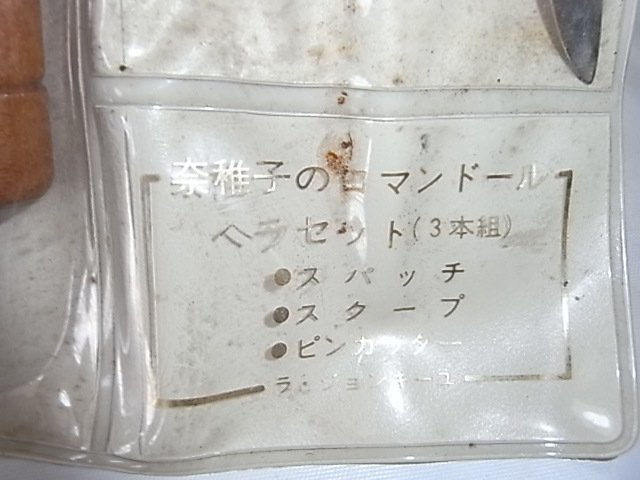 奈稚子のロマンドール
ヘラセット(3本組)
●スパッチ
●スクープ
●ピンカッター